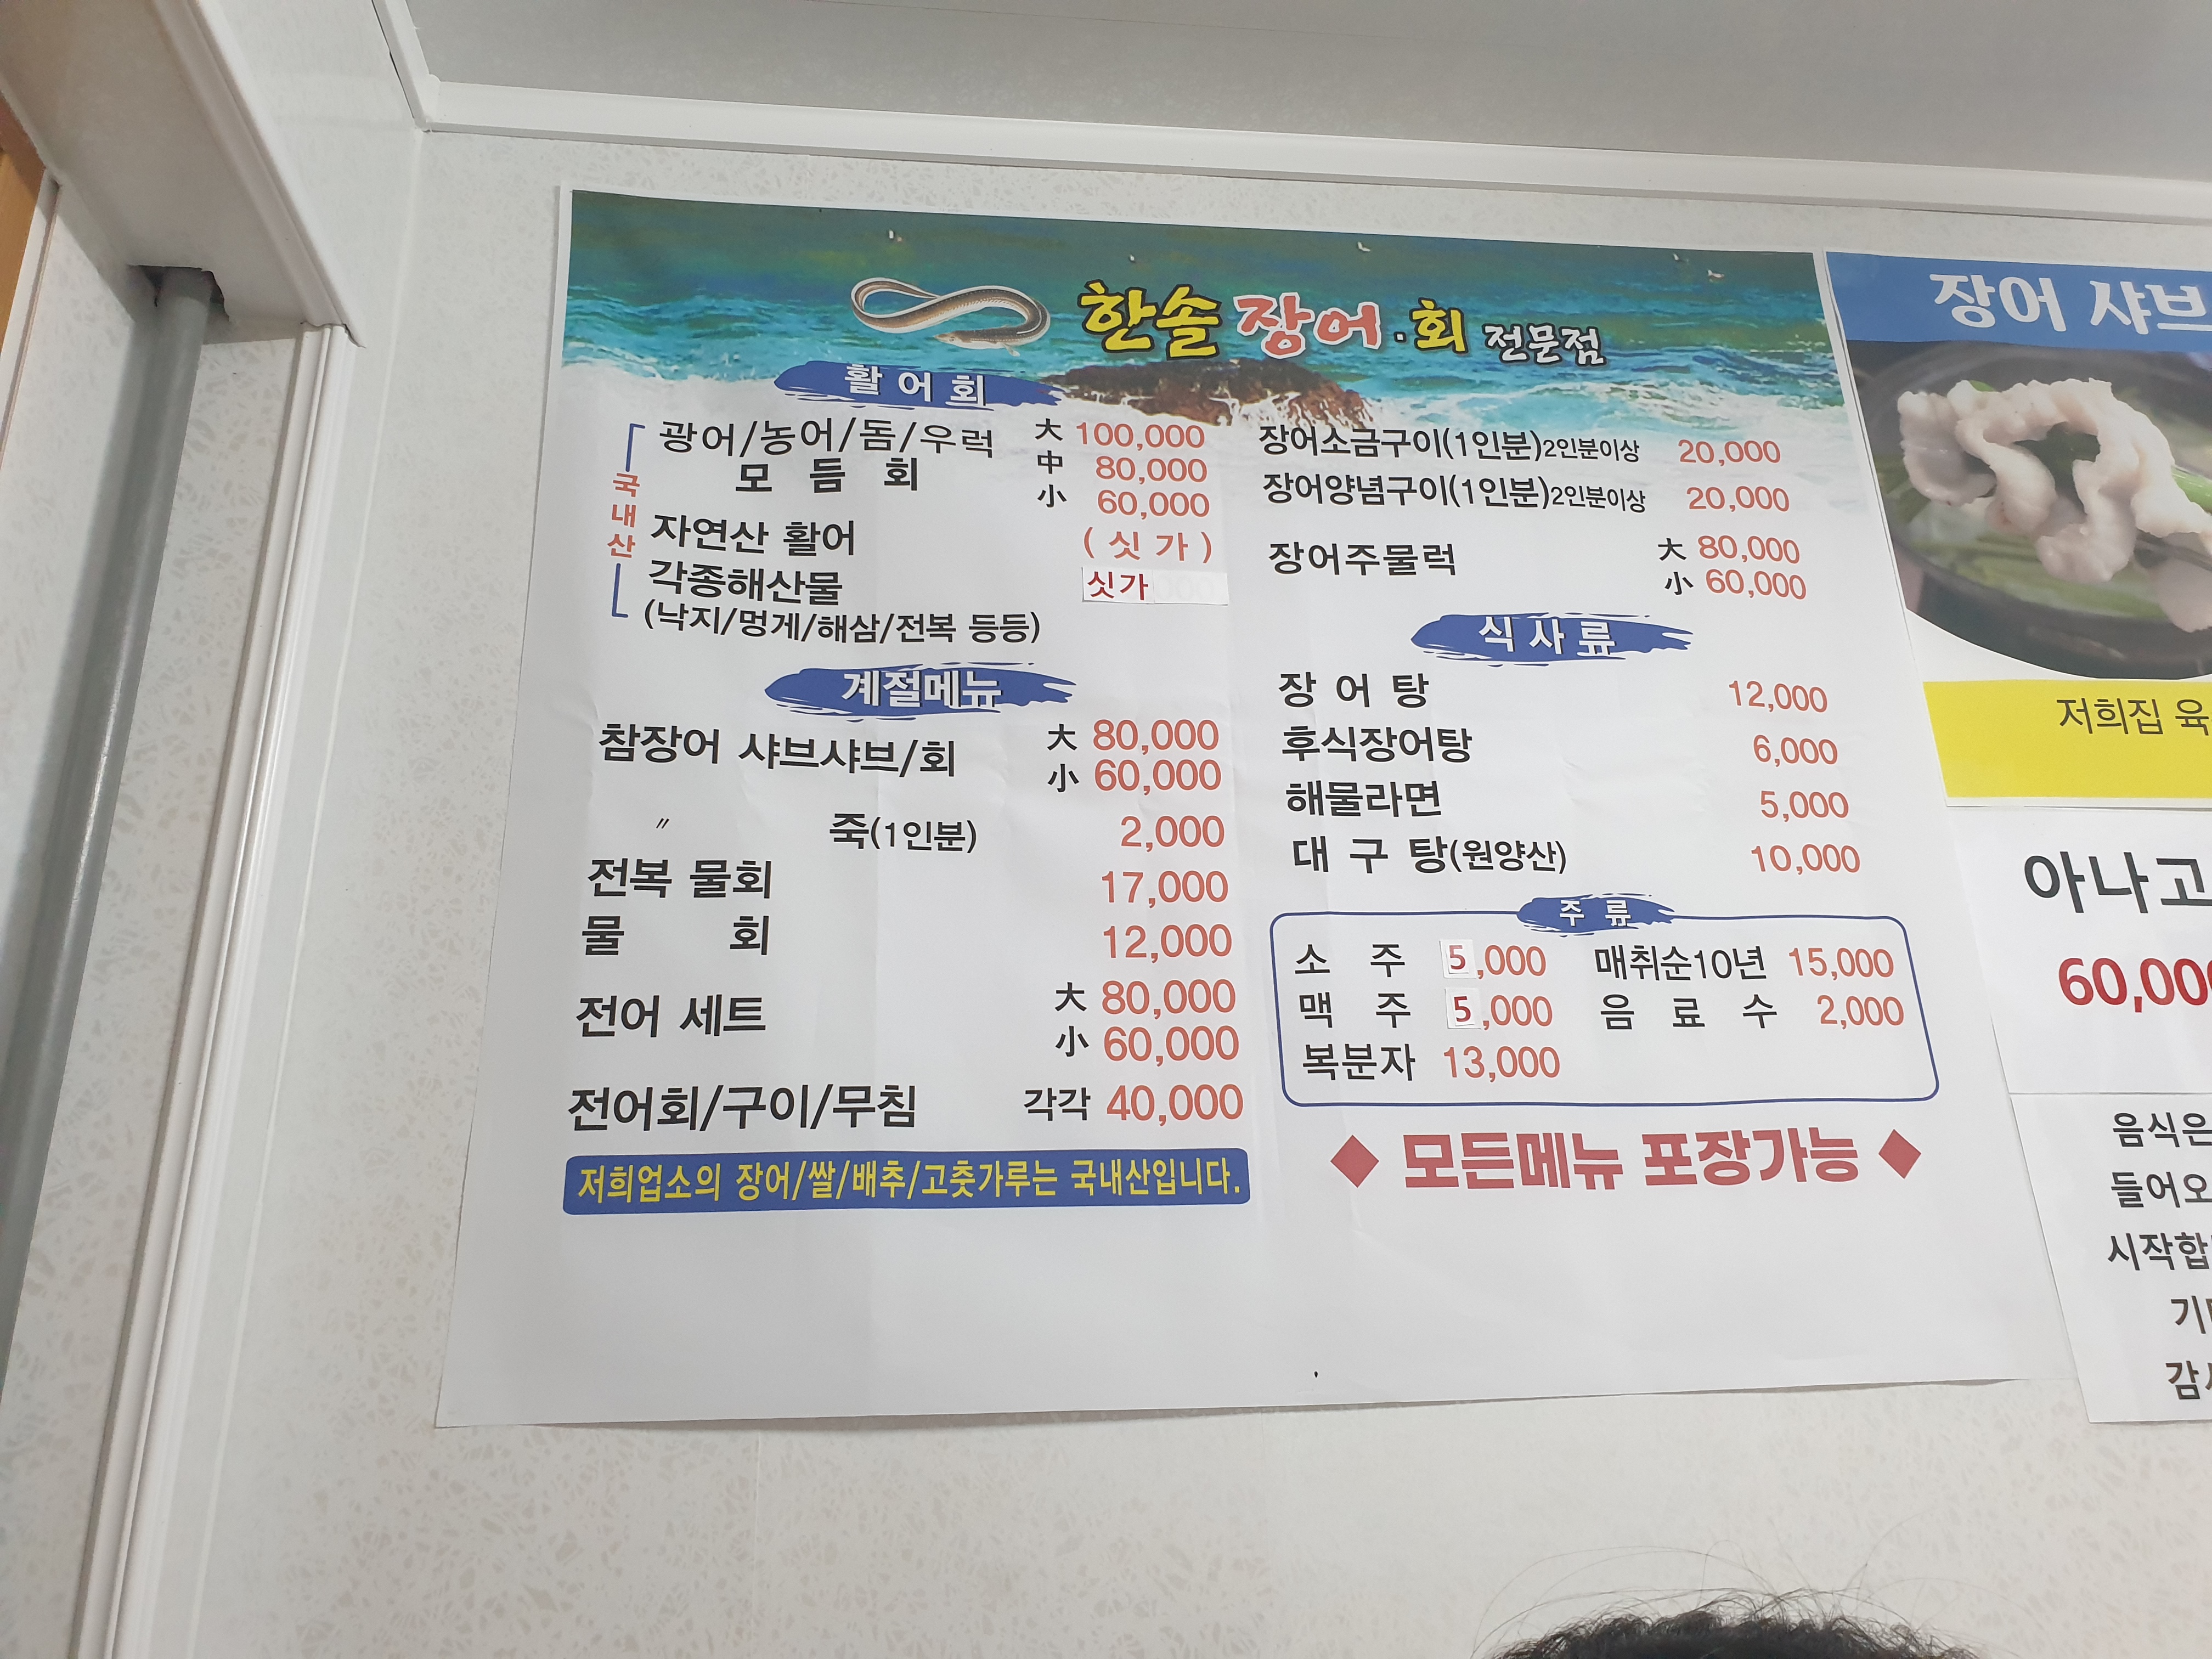 한솔 장어·회 전문점
활어회
국내산
광어/농어/돔/우럭 大 100,000
모 듬 회 中 80,000
小 60,000
자연산 활어 (싯 가)
각종해산물 싯가
(낙지/멍게/해삼/전복 등등)
계절메뉴
참장어 샤브샤브/회 大 80,000
小 60,000
〃 죽(1인분) 2,000
전복 물회 17,000
물 회 12,000
전어 세트 大 80,000
小 60,000
전어회/구이/무침 각각 40,000
저희업소의 장어/쌀/배추/고춧가루는 국내산입니다.
장어소금구이(1인분)2인분이상 20,000
장어양념구이(1인분)2인분이상 20,000
장어주물럭 大 80,000
小 60,000
식사류
장 어 탕 12,000
후식장어탕 6,000
해물라면 5,000
대 구 탕(원양산) 10,000
주 류
소 주 5,000 매취순10년 15,000
맥 주 5,000 음 료 수 2,000
복분자 13,000
◆ 모든메뉴 포장가능 ◆
장어 샤브
저희집 육
아나고
60,000
음식은
들어오
시작합